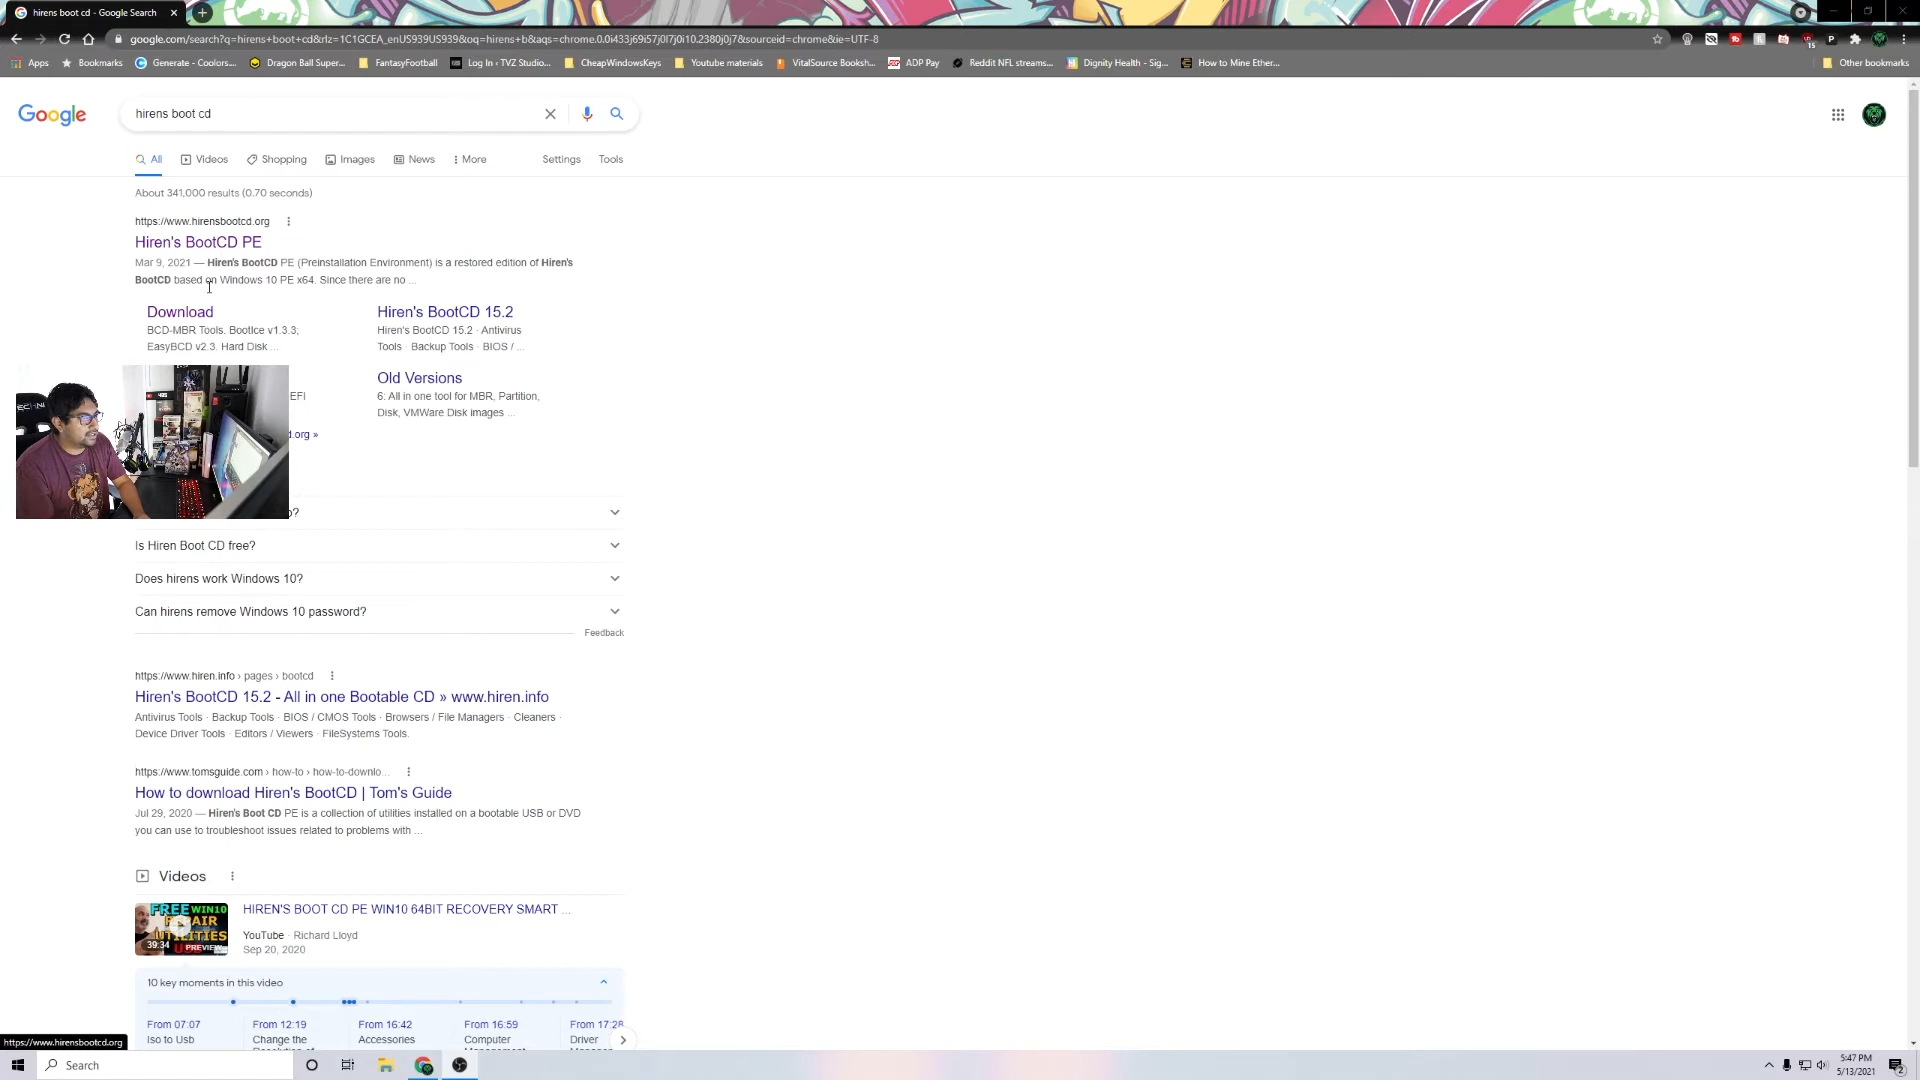 hirens boot cd - Google Search
google.com/search?q=hirens+boot+cd&rlz=1C1GCEA_enUS939US939&oq=hirens+b&aqs=chrome.0.0i433j69i57j0l7j0i10.2380j0j7&sourceid=chrome&ie=UTF-8
Apps Bookmarks Generate - Coolors.... Dragon Ball Super... FantasyFootball Log In ‹ TVZ Studio... CheapWindowsKeys Youtube materials VitalSource Booksh... ADP Pay Reddit NFL streams... Dignity Health - Sig... How to Mine Ether... Other bookmarks
Google hirens boot cd
All Videos Shopping Images News More Settings Tools
About 341,000 results (0.70 seconds)
https://www.hirensbootcd.org
Hiren's BootCD PE
Mar 9, 2021 — Hiren's BootCD PE (Preinstallation Environment) is a restored edition of Hiren's
BootCD based on Windows 10 PE x64. Since there are no ...
Download Hiren's BootCD 15.2
BCD-MBR Tools. BootIce v1.3.3; Hiren's BootCD 15.2 · Antivirus
EasyBCD v2.3. Hard Disk ... Tools · Backup Tools · BIOS / ...
Old Versions
EFI 6: All in one tool for MBR, Partition,
Disk, VMWare Disk images ...
d.org »
o?
Is Hiren Boot CD free?
Does hirens work Windows 10?
Can hirens remove Windows 10 password?
Feedback
https://www.hiren.info › pages › bootcd
Hiren's BootCD 15.2 - All in one Bootable CD » www.hiren.info
Antivirus Tools · Backup Tools · BIOS / CMOS Tools · Browsers / File Managers · Cleaners ·
Device Driver Tools · Editors / Viewers · FileSystems Tools.
https://www.tomsguide.com › how-to › how-to-downlo...
How to download Hiren's BootCD | Tom's Guide
Jul 29, 2020 — Hiren's Boot CD PE is a collection of utilities installed on a bootable USB or DVD
you can use to troubleshoot issues related to problems with ...
Videos
FREE WIN10
REPAIR
UTILITIES
39:34 PREVIEW
HIREN'S BOOT CD PE WIN10 64BIT RECOVERY SMART ...
YouTube · Richard Lloyd
Sep 20, 2020
10 key moments in this video
From 07:07 From 12:19 From 16:42 From 16:59 From 17:28
Iso to Usb Change the Accessories Computer Driver
https://www.hirensbootcd.org
Search
5:47 PM
5/13/2021